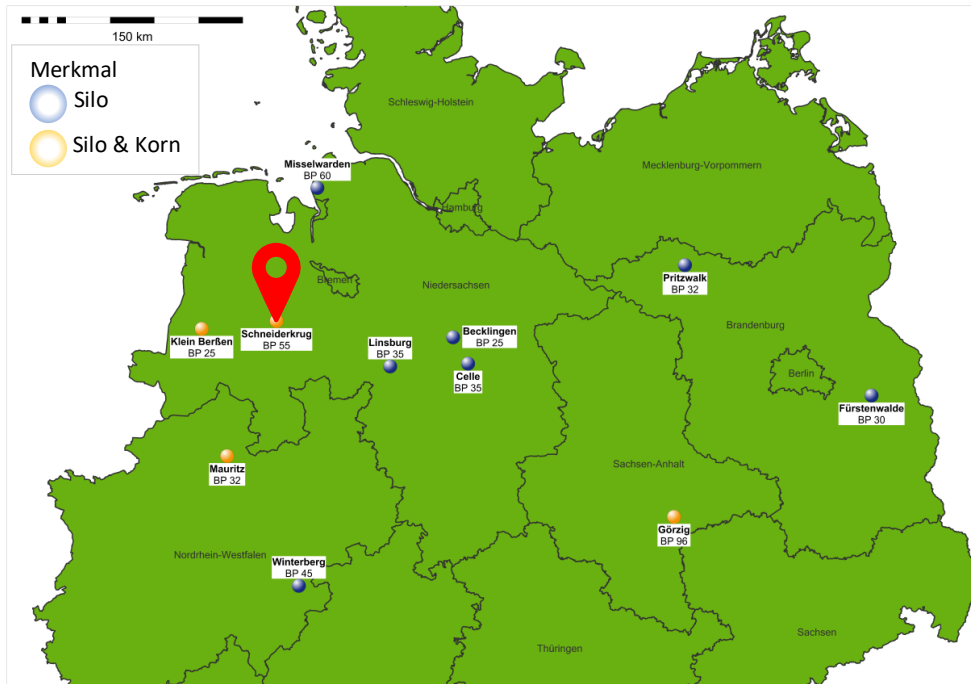 150 km
Merkmal
Silo
Silo & Korn
Schleswig-Holstein
Mecklenburg-Vorpommern
Misselwarden
BP 60
Hamburg
Bremen
Niedersachsen
Pritzwalk
BP 32
Brandenburg
Schneiderkrug
BP 55
Klein Berßen
BP 25
Linsburg
BP 35
Becklingen
BP 25
Celle
BP 35
Berlin
Fürstenwalde
BP 30
Mauritz
BP 32
Sachsen-Anhalt
Görzig
BP 96
Nordrhein-Westfalen
Winterberg
BP 45
Thüringen
Sachsen